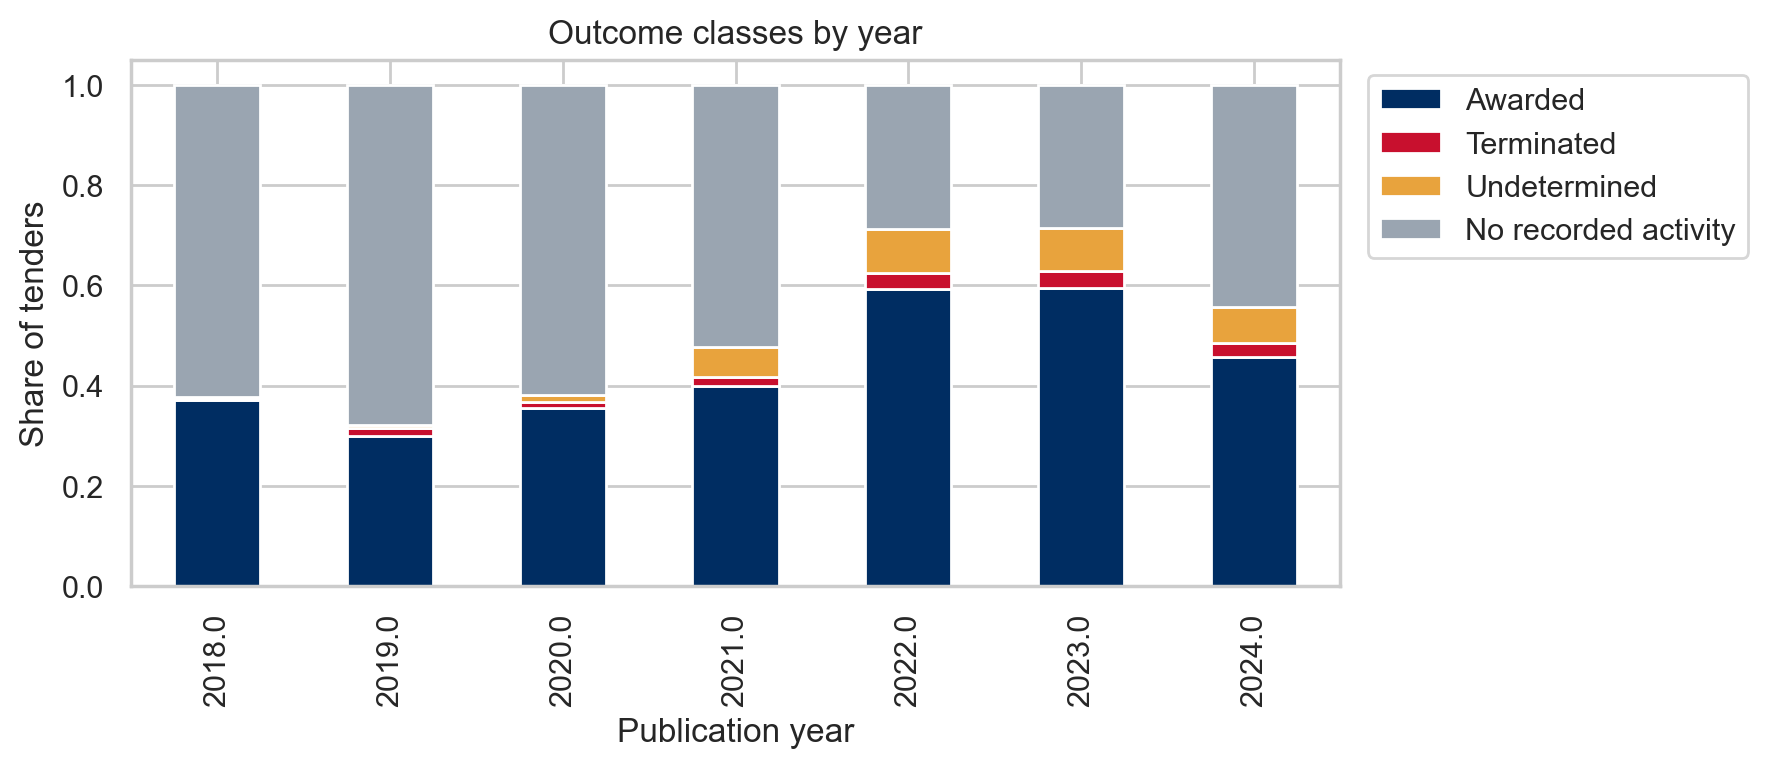 Outcome classes by year
Share of tenders
1.0
0.8
0.6
0.4
0.2
0.0
2018.0
2019.0
2020.0
2021.0
2022.0
2023.0
2024.0
Publication year
Awarded
Terminated
Undetermined
No recorded activity